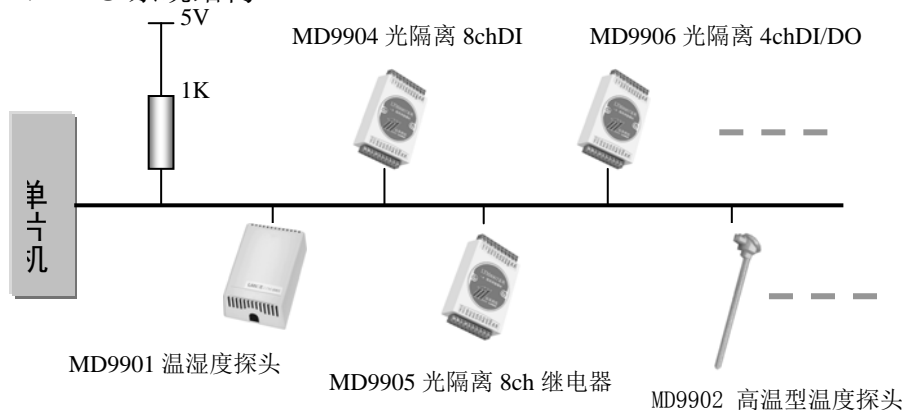 5V
MD9904 光隔离 8chDI
MD9906 光隔离 4chDI/DO
1K
单片机
MD9901 温湿度探头
MD9905 光隔离 8ch 继电器
MD9902 高温型温度探头